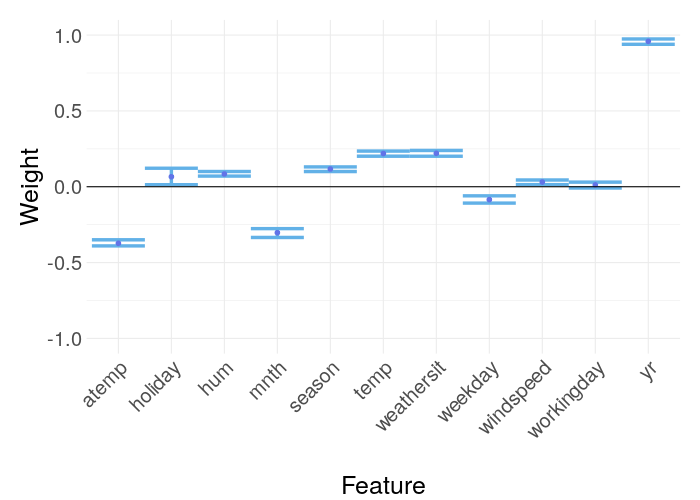 1.0
0.5
0.0
-0.5
-1.0
Weight
atemp
holiday
hum
mnth
season
temp
weathersit
weekday
windspeed
workingday
yr
Feature